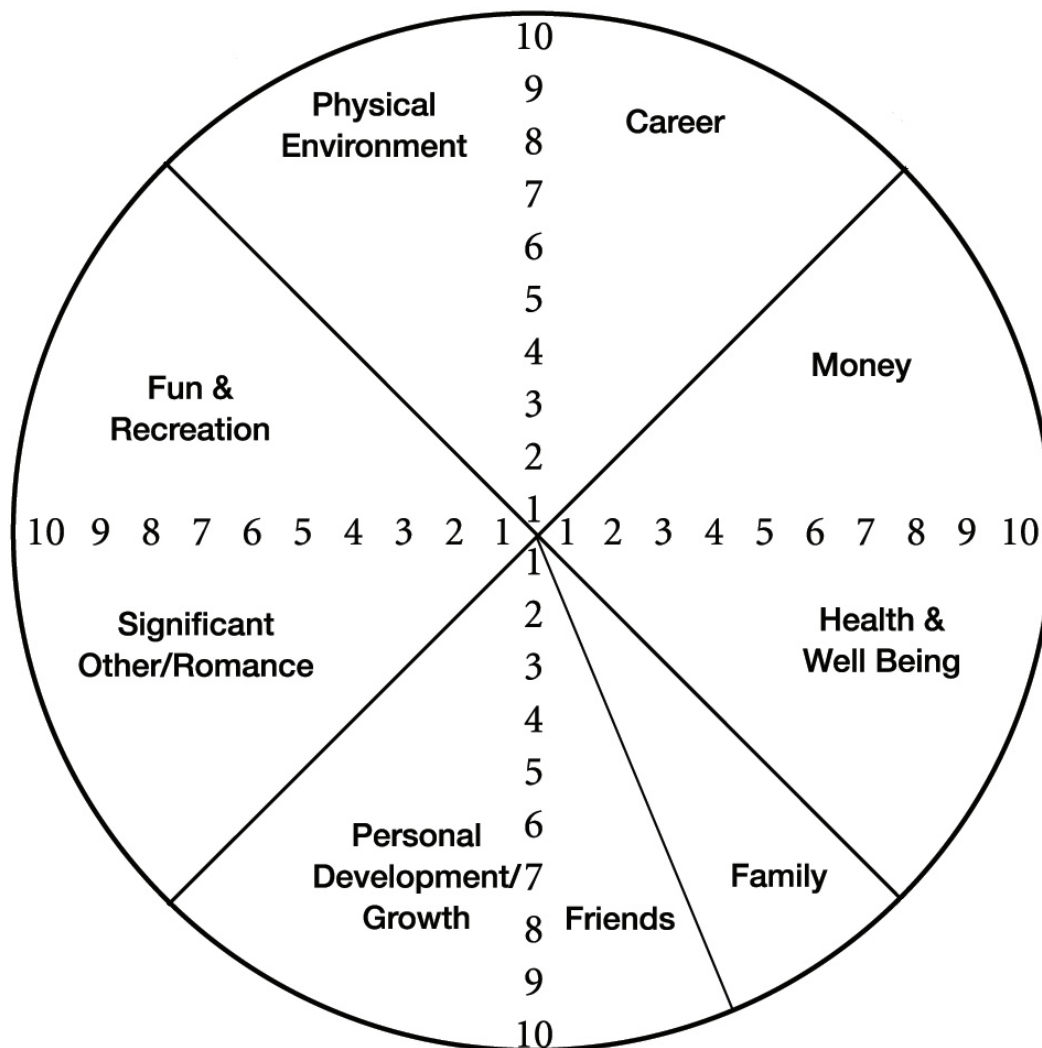 10
9
8
7
6
5
4
3
2
1
Physical
Environment
Career
Fun &
Recreation
Money
10 9 8 7 6 5 4 3 2 1 1 2 3 4 5 6 7 8 9 10
Significant
Other/Romance
Health &
Well Being
1
2
3
4
5
6
7
8
9
10
Personal
Development/
Growth
Friends
Family